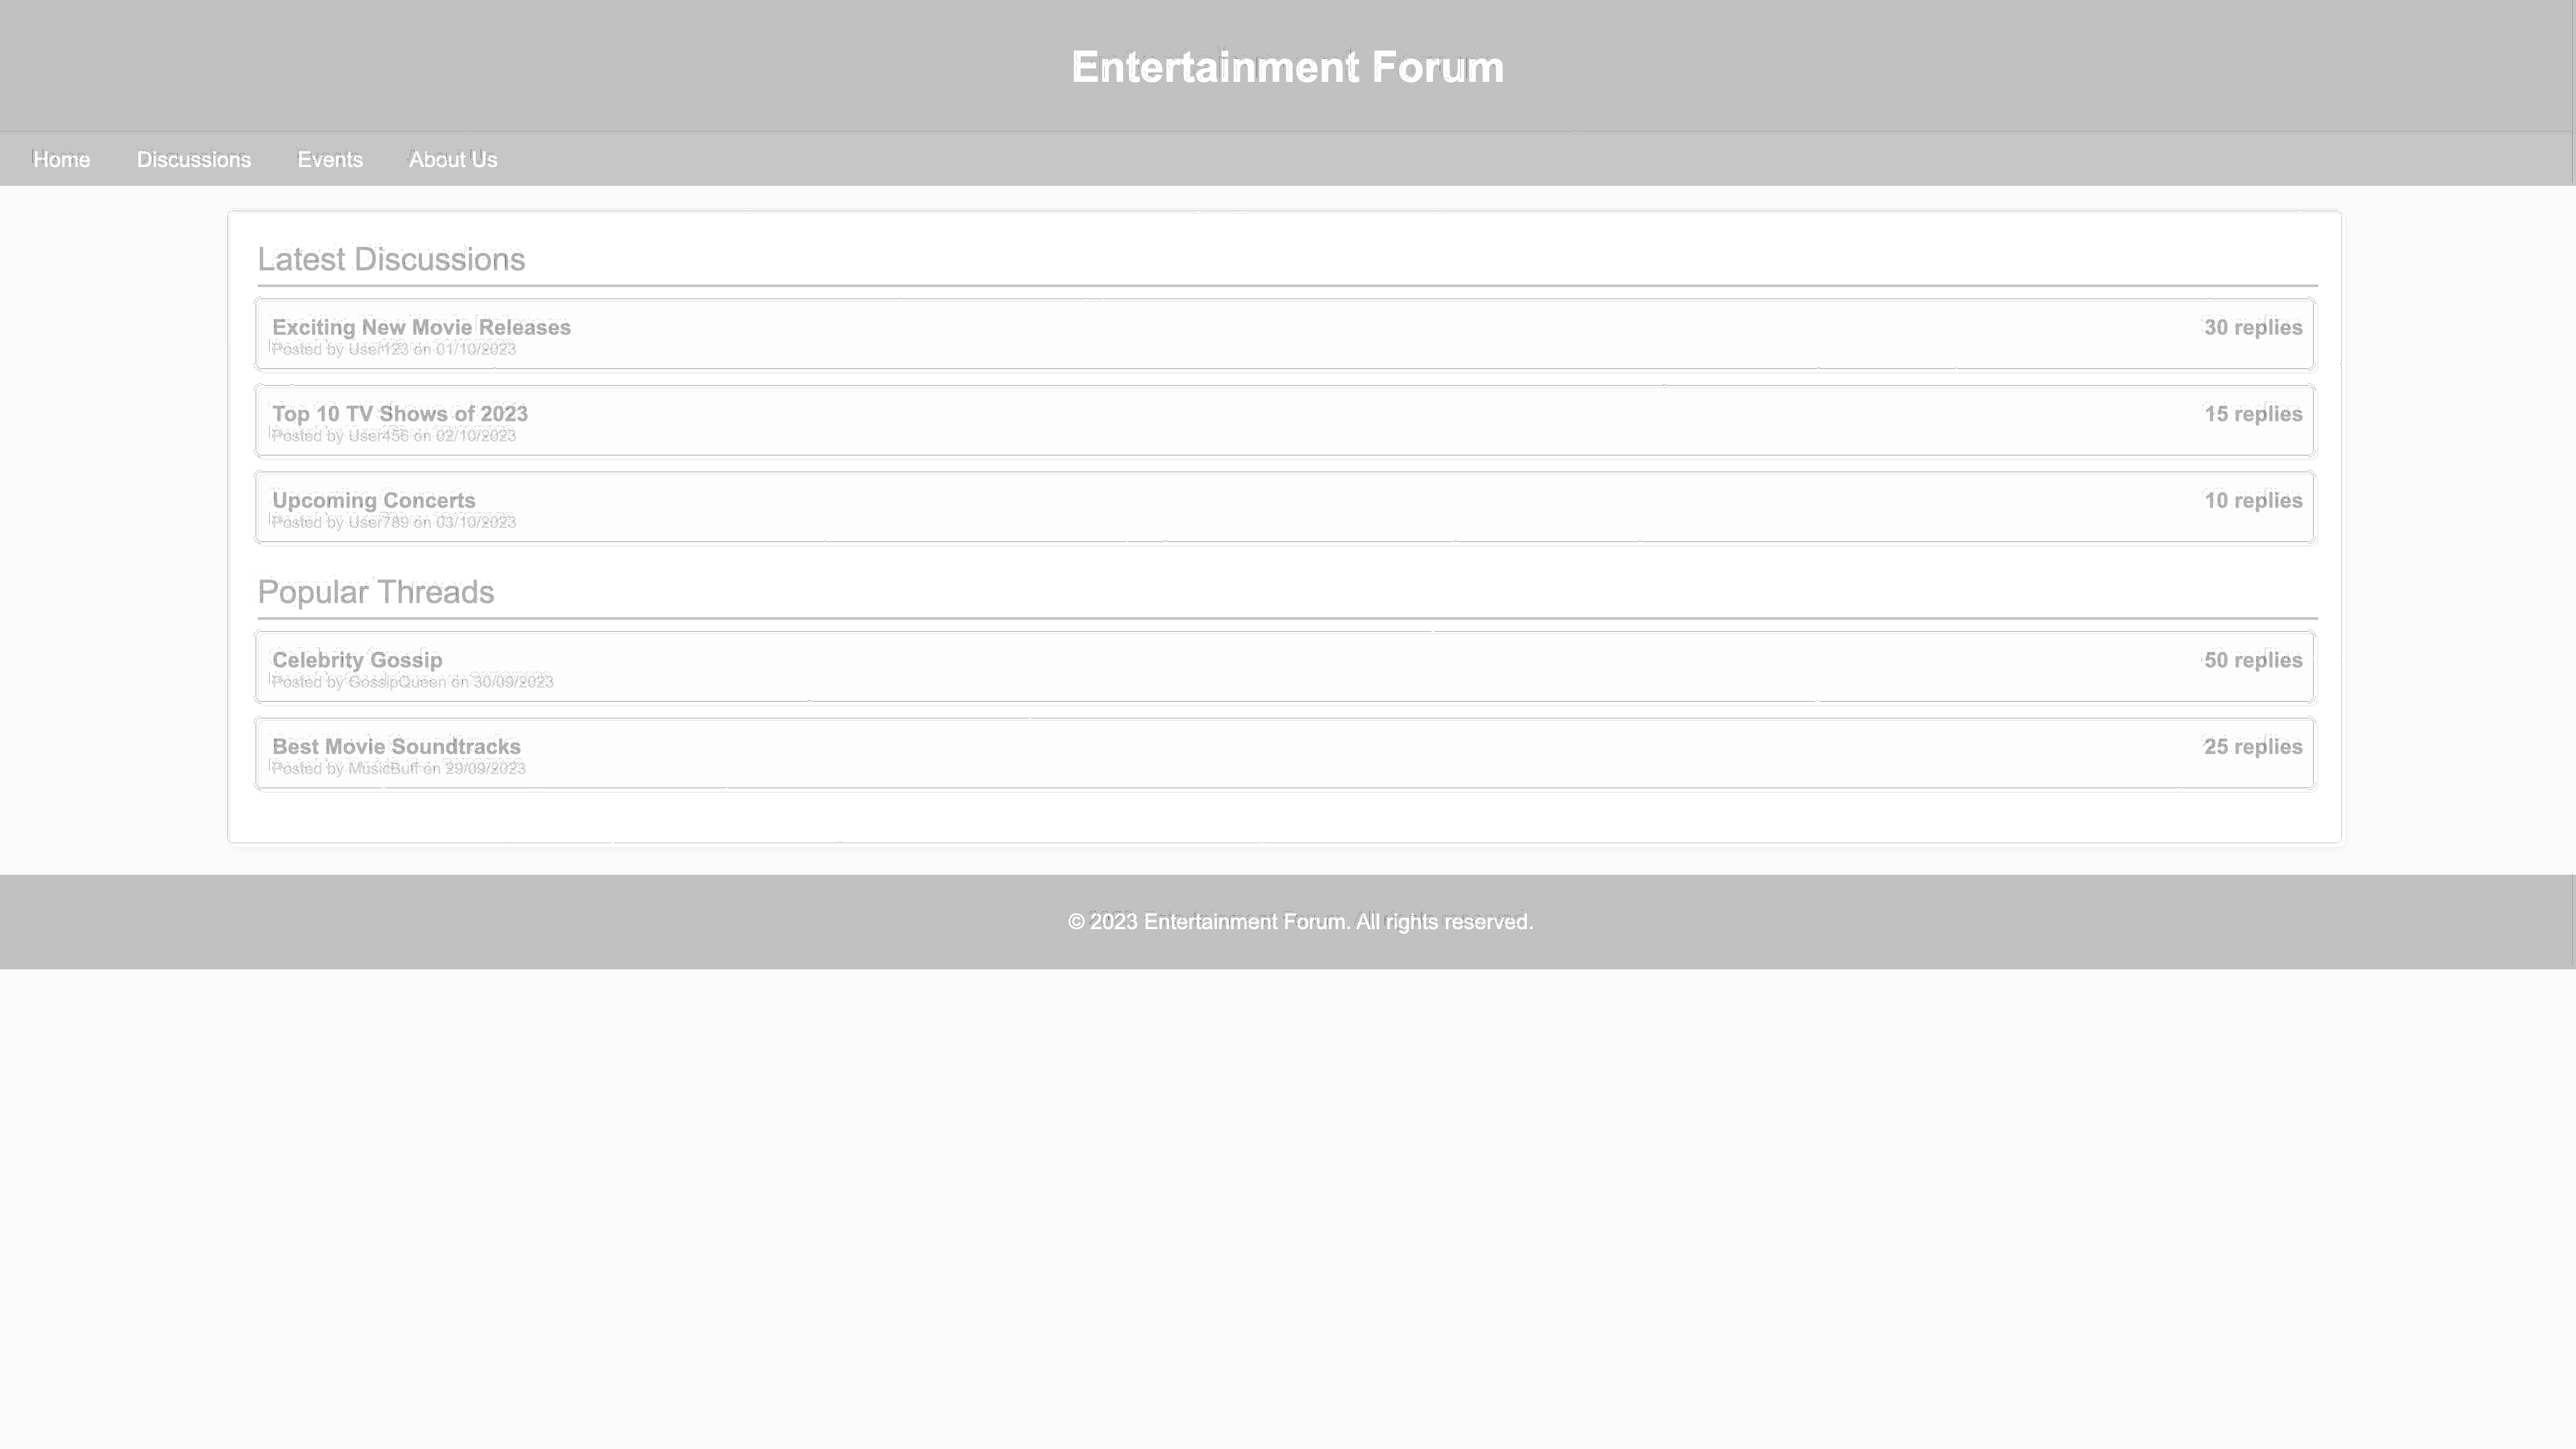 Entertainment Forum
Home Discussions Events About Us
Latest Discussions
Exciting New Movie Releases 30 replies
Posted by User123 on 01/10/2023
Top 10 TV Shows of 2023 15 replies
Posted by User456 on 02/10/2023
Upcoming Concerts 10 replies
Posted by User789 on 03/10/2023
Popular Threads
Celebrity Gossip 50 replies
Posted by GossipQueen on 30/09/2023
Best Movie Soundtracks 25 replies
Posted by MusicBuff on 29/09/2023
© 2023 Entertainment Forum. All rights reserved.